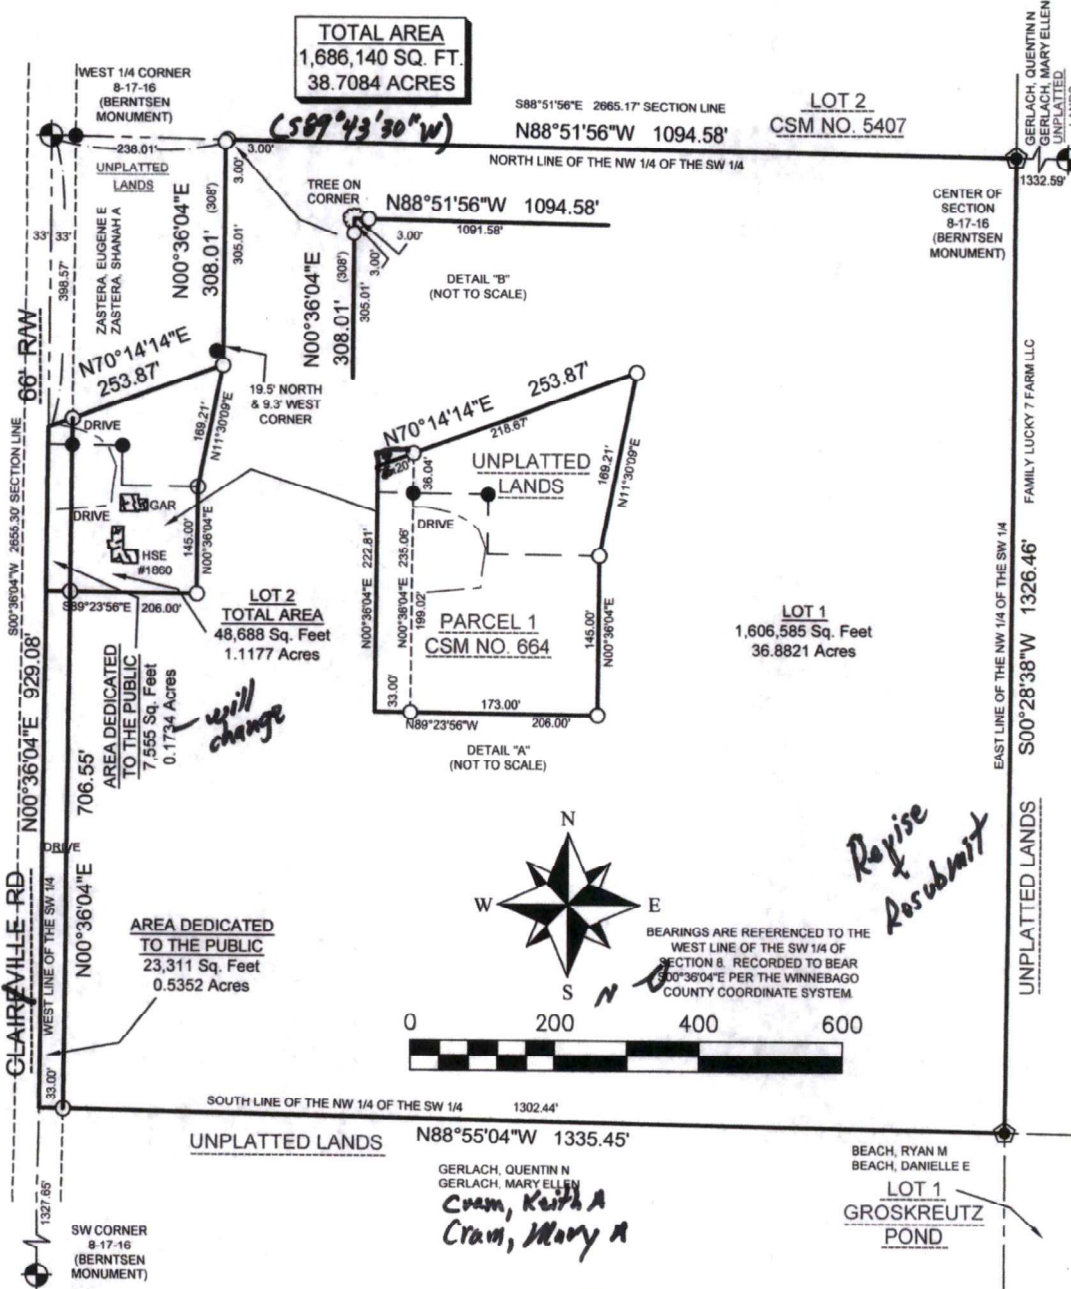 TOTAL AREA
1,686,140 SQ. FT.
38.7084 ACRES
WEST 1/4 CORNER
8-17-16
(BERNTSEN
MONUMENT)
(S89°43'30"W)
S88°51'56"E 2665.17' SECTION LINE
N88°51'56"W 1094.58'
NORTH LINE OF THE NW 1/4 OF THE SW 1/4
LOT 2
CSM NO. 5407
GERLACH, QUENTIN N
GERLACH, MARY ELLEN
UNPLATTED
LANDS
1332.59'
238.01'
3.00'
3.00'
UNPLATTED
LANDS
ZASTERA, EUGENE E
ZASTERA, SHANAH A
33' 33'
398.57'
N00°36'04"E
308.01'
(308')
305.01'
TREE ON
CORNER
N88°51'56"W 1094.58'
1091.58'
3.00'
3.00'
N00°36'04"E
308.01'
(308')
305.01'
DETAIL "B"
(NOT TO SCALE)
CENTER OF
SECTION
8-17-16
(BERNTSEN
MONUMENT)
66' R/W
N70°14'14"E
253.87'
19.5' NORTH
& 9.3' WEST
CORNER
169.21'
N11°30'09"E
DRIVE
DRIVE
GAR
HSE
#1860
145.00'
N00°36'04"E
S89°23'56"E 206.00'
S00°36'04"W 2655.30' SECTION LINE
LOT 2
TOTAL AREA
48,688 Sq. Feet
1.1177 Acres
AREA DEDICATED
TO THE PUBLIC
7,555 Sq. Feet
0.1734 Acres
will
change
N70°14'14"E 253.87'
218.67'
36.04'
UNPLATTED
LANDS
169.21'
N11°30'09"E
DRIVE
N00°36'04"E 222.81'
N00°36'04"E 235.06'
199.02'
PARCEL 1
CSM NO. 664
145.00'
N00°36'04"E
33.00'
173.00'
N89°23'56"W 206.00'
DETAIL "A"
(NOT TO SCALE)
LOT 1
1,606,585 Sq. Feet
36.8821 Acres
FAMILY LUCKY 7 FARM LLC
EAST LINE OF THE NW 1/4 OF THE SW 1/4
S00°28'38"W 1326.46'
UNPLATTED LANDS
N00°36'04"E 929.08'
N00°36'04"E 706.55'
DRIVE
CLAIREVILLE RD
WEST LINE OF THE SW 1/4
AREA DEDICATED
TO THE PUBLIC
23,311 Sq. Feet
0.5352 Acres
33.00'
Revise
&
Resubmit
N
W E
S
BEARINGS ARE REFERENCED TO THE
WEST LINE OF THE SW 1/4 OF
SECTION 8. RECORDED TO BEAR
S00°36'04"E PER THE WINNEBAGO
COUNTY COORDINATE SYSTEM.
N
0 200 400 600
SOUTH LINE OF THE NW 1/4 OF THE SW 1/4 1302.44'
UNPLATTED LANDS N88°55'04"W 1335.45'
GERLACH, QUENTIN N
GERLACH, MARY ELLEN
Cram, Keith A
Cram, Mary A
BEACH, RYAN M
BEACH, DANIELLE E
LOT 1
GROSKREUTZ
POND
1327.65'
SW CORNER
8-17-16
(BERNTSEN
MONUMENT)